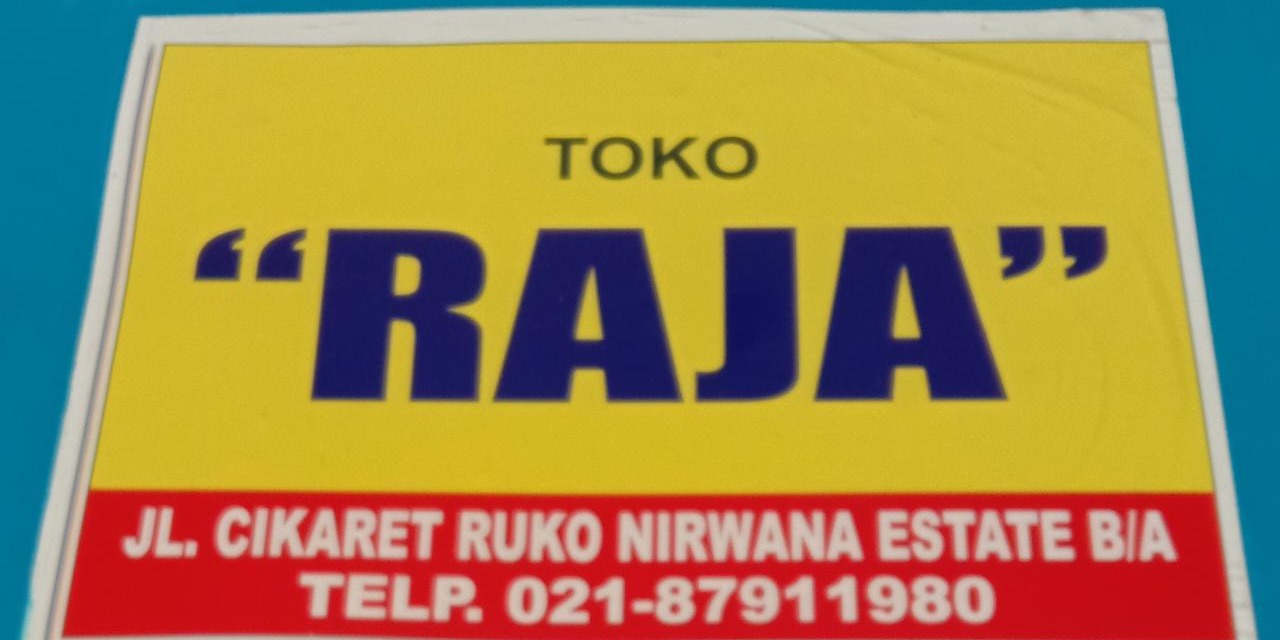 TOKO
“RAJA”
JL. CIKARET RUKO NIRWANA ESTATE B/A
TELP. 021-87911980